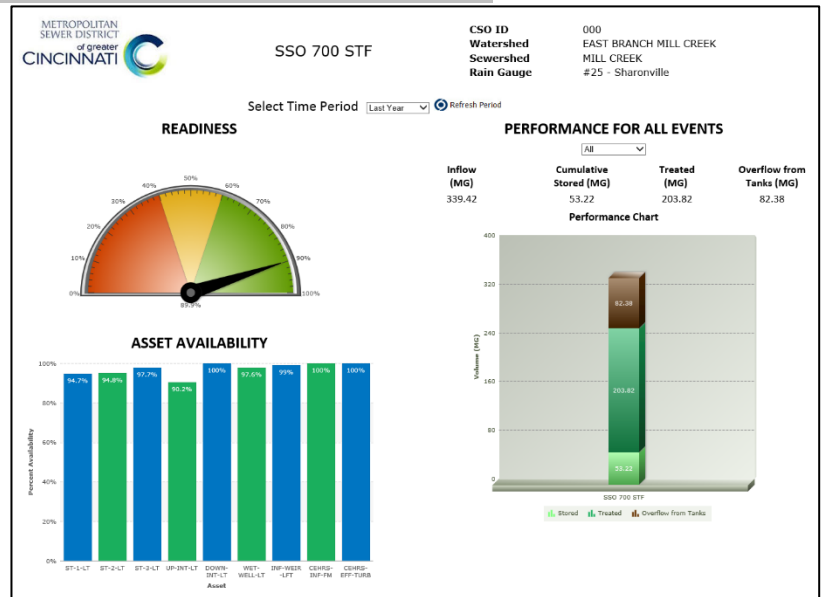 METROPOLITAN
SEWER DISTRICT
of greater
CINCINNATI
SSO 700 STF
CSO ID 000
Watershed EAST BRANCH MILL CREEK
Sewershed MILL CREEK
Rain Gauge #25 - Sharonville
Select Time Period Last Year Refresh Period
READINESS
0%
10%
20%
30%
40%
50%
60%
70%
80%
90%
100%
89.9%
PERFORMANCE FOR ALL EVENTS
All
Inflow (MG) Cumulative Stored (MG) Treated (MG) Overflow from Tanks (MG)
339.42 53.22 203.82 82.38
Performance Chart
Volume (MG)
400
320
240
160
80
0
82.38
203.82
53.22
SSO 700 STF
Stored Treated Overflow from Tanks
ASSET AVAILABILITY
Percent Availability
100%
80%
60%
40%
20%
0%
94.7% 94.8% 97.7% 90.2% 100% 97.6% 99% 100% 100%
ST-1-LT ST-2-LT ST-3-LT UP-INT-LT DOWN-INT-LT WET-WELL-LT INF-WEIR-LFT CEHRS-INF-FM CEHRS-EFF-TURB
Asset